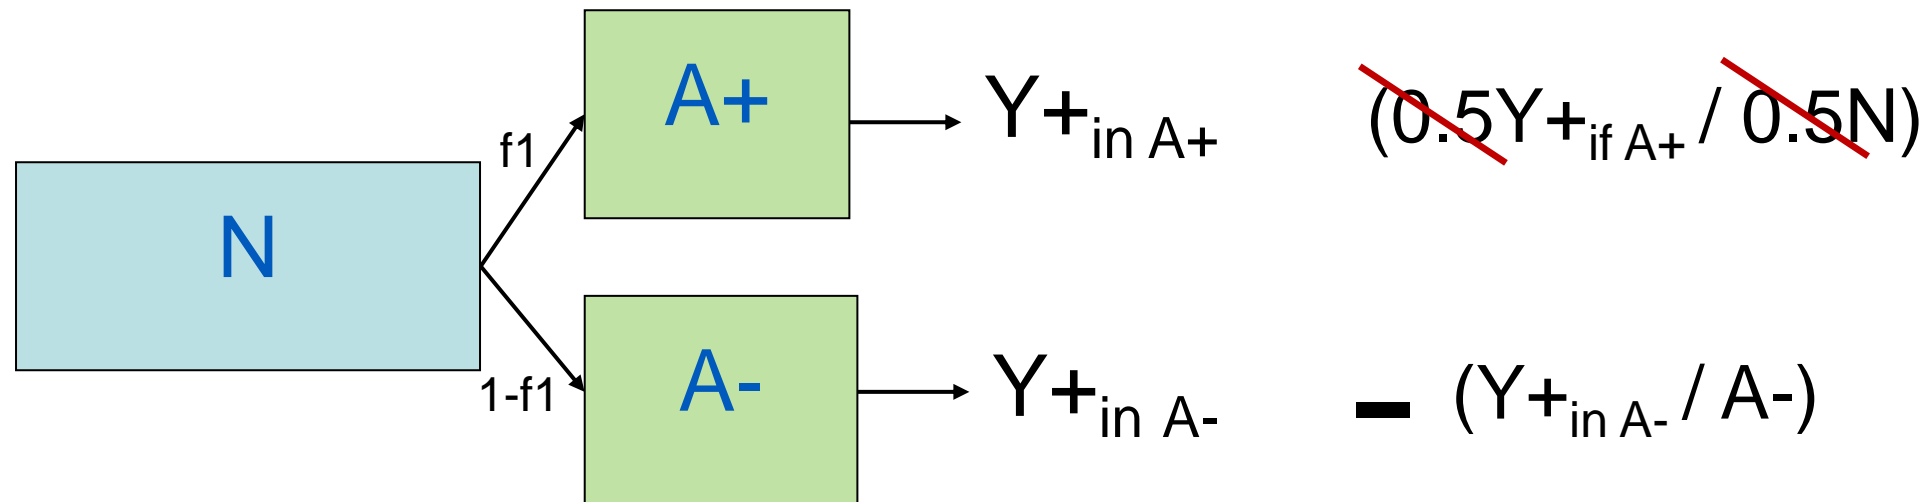 A+
Y+in A+
(0.5Y+if A+ / 0.5N)
f1
N
1-f1
A-
Y+in A-
– (Y+in A- / A-)